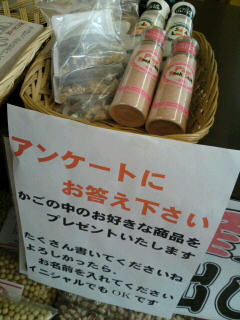 アンケートに
お答え下さい
かごの中のお好きな商品を
プレゼントいたします
たくさん書いてくださいね
よろしかったら、
お名前を入れてください
イニシャルでもOKです